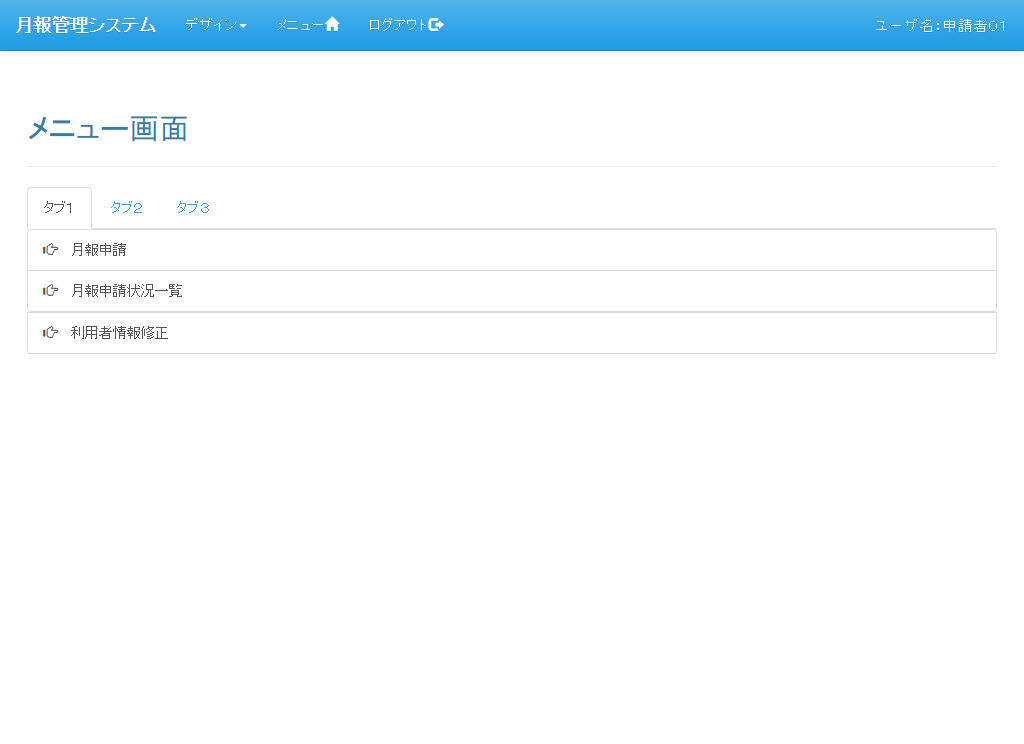 月報管理システム デザイン メニュー ログアウト ユーザ名：申請者０１
メニュー画面
タブ１ タブ２ タブ３
月報申請
月報申請状況一覧
利用者情報修正